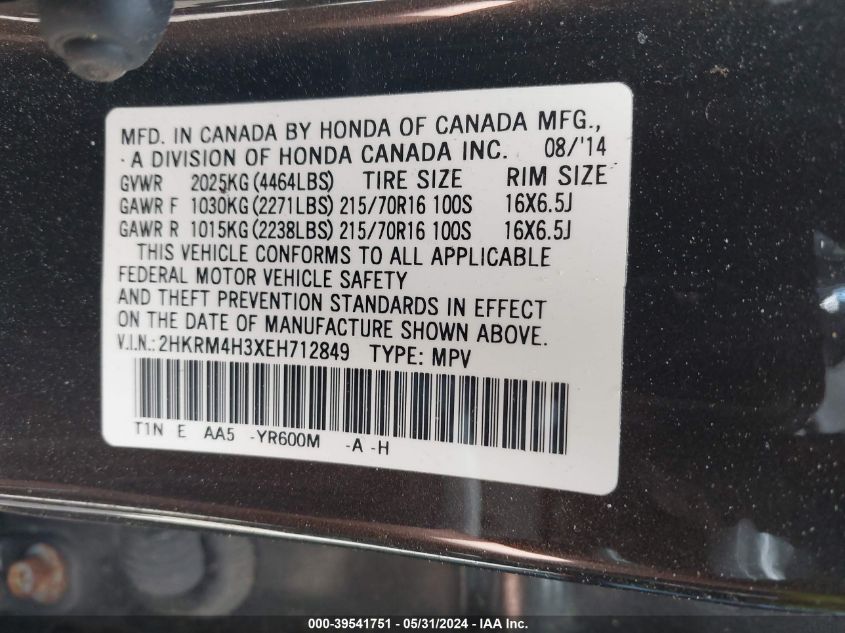 MFD. IN CANADA BY HONDA OF CANADA MFG.,
A DIVISION OF HONDA CANADA INC. 08/'14
GVWR 2025KG (4464LBS) TIRE SIZE RIM SIZE
GAWR F 1030KG (2271LBS) 215/70R16 100S 16X6.5J
GAWR R 1015KG (2238LBS) 215/70R16 100S 16X6.5J
THIS VEHICLE CONFORMS TO ALL APPLICABLE
FEDERAL MOTOR VEHICLE SAFETY
AND THEFT PREVENTION STANDARDS IN EFFECT
ON THE DATE OF MANUFACTURE SHOWN ABOVE.
V.I.N.: 2HKRM4H3XEH712849 TYPE: MPV
T1N E AA5 -YR600M -A -H
000-39541751 — 05/31/2024 — IAA Inc.